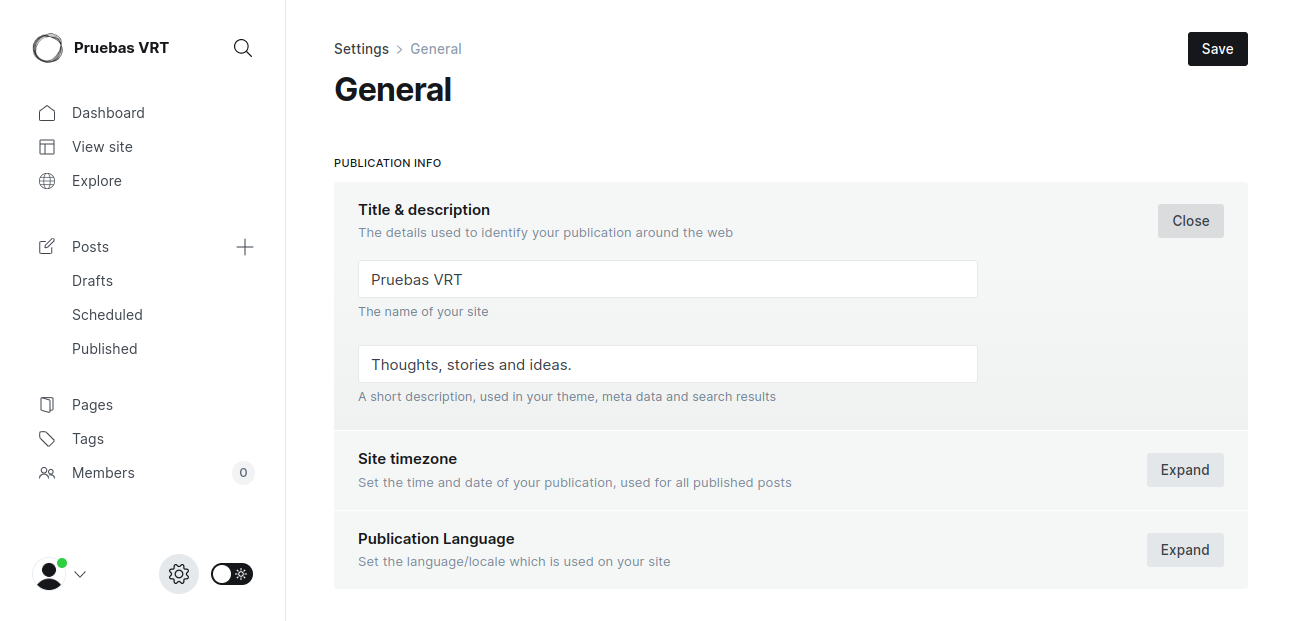 Pruebas VRT
Dashboard
View site
Explore
Posts
Drafts
Scheduled
Published
Pages
Tags
Members
0
Settings > General
Save
General
PUBLICATION INFO
Title & description
The details used to identify your publication around the web
Close
Pruebas VRT
The name of your site
Thoughts, stories and ideas.
A short description, used in your theme, meta data and search results
Site timezone
Set the time and date of your publication, used for all published posts
Expand
Publication Language
Set the language/locale which is used on your site
Expand